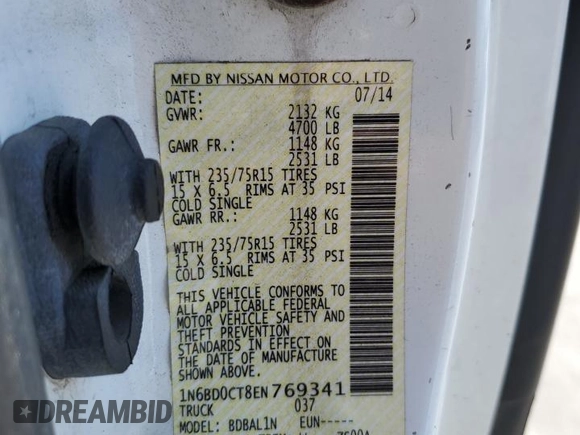 MFD BY NISSAN MOTOR CO., LTD.
DATE: 07/14
GVWR: 2132 KG
4700 LB
GAWR FR.: 1148 KG
2531 LB
WITH 235/75R15 TIRES
15 X 6.5 RIMS AT 35 PSI
COLD SINGLE
GAWR RR.: 1148 KG
2531 LB
WITH 235/75R15 TIRES
15 X 6.5 RIMS AT 35 PSI
COLD SINGLE
THIS VEHICLE CONFORMS TO
ALL APPLICABLE FEDERAL
MOTOR VEHICLE SAFETY AND
AND THEFT PREVENTION
STANDARDS IN EFFECT ON
THE DATE OF MANUFACTURE
SHOWN ABOVE.
1N6BD0CT8EN769341
TRUCK 037
MODEL: BDBAL1N EUN-----
7600A
DREAMBID
DREAMBID